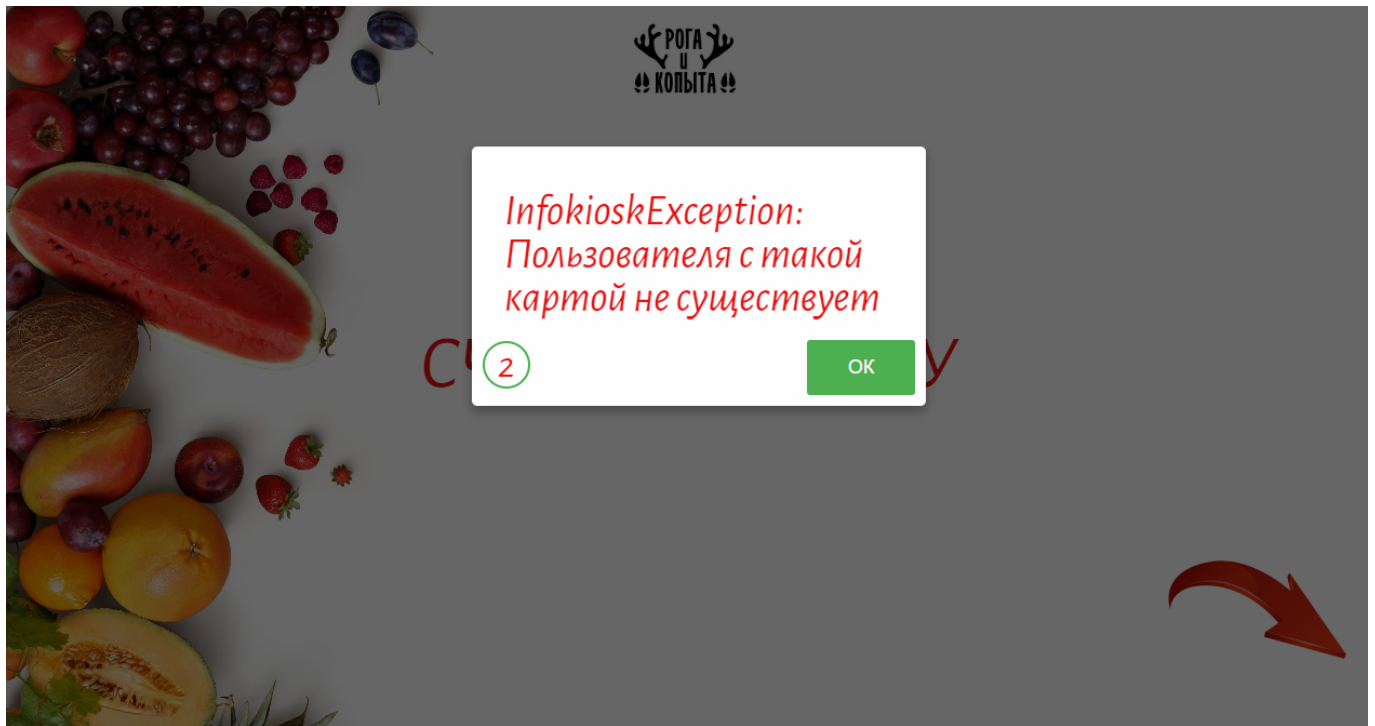 РОГА
И
КОПЫТА
InfokioskException:
Пользователя с такой
картой не существует
2
ОК